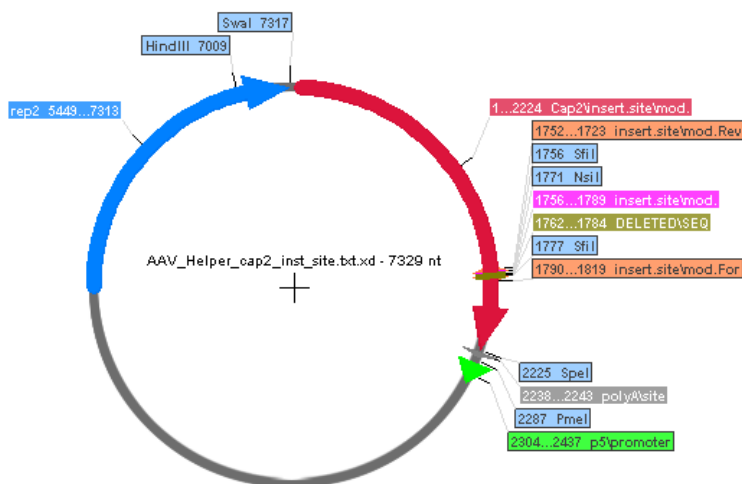 SwaI 7317
HindIII 7009
rep2 5449...7313
1...2224 Cap2\insert.site\mod.
1752...1723 insert.site\mod.Rev
1756 SfiI
1771 NsiI
1756...1789 insert.site\mod.
1762...1784 DELETED\SEQ
1777 SfiI
AAV_Helper_cap2_inst_site.txt.xd - 7329 nt
1790...1819 insert.site\mod.For
2225 SpeI
2238...2243 polyA\site
2287 PmeI
2304...2437 p5\promoter